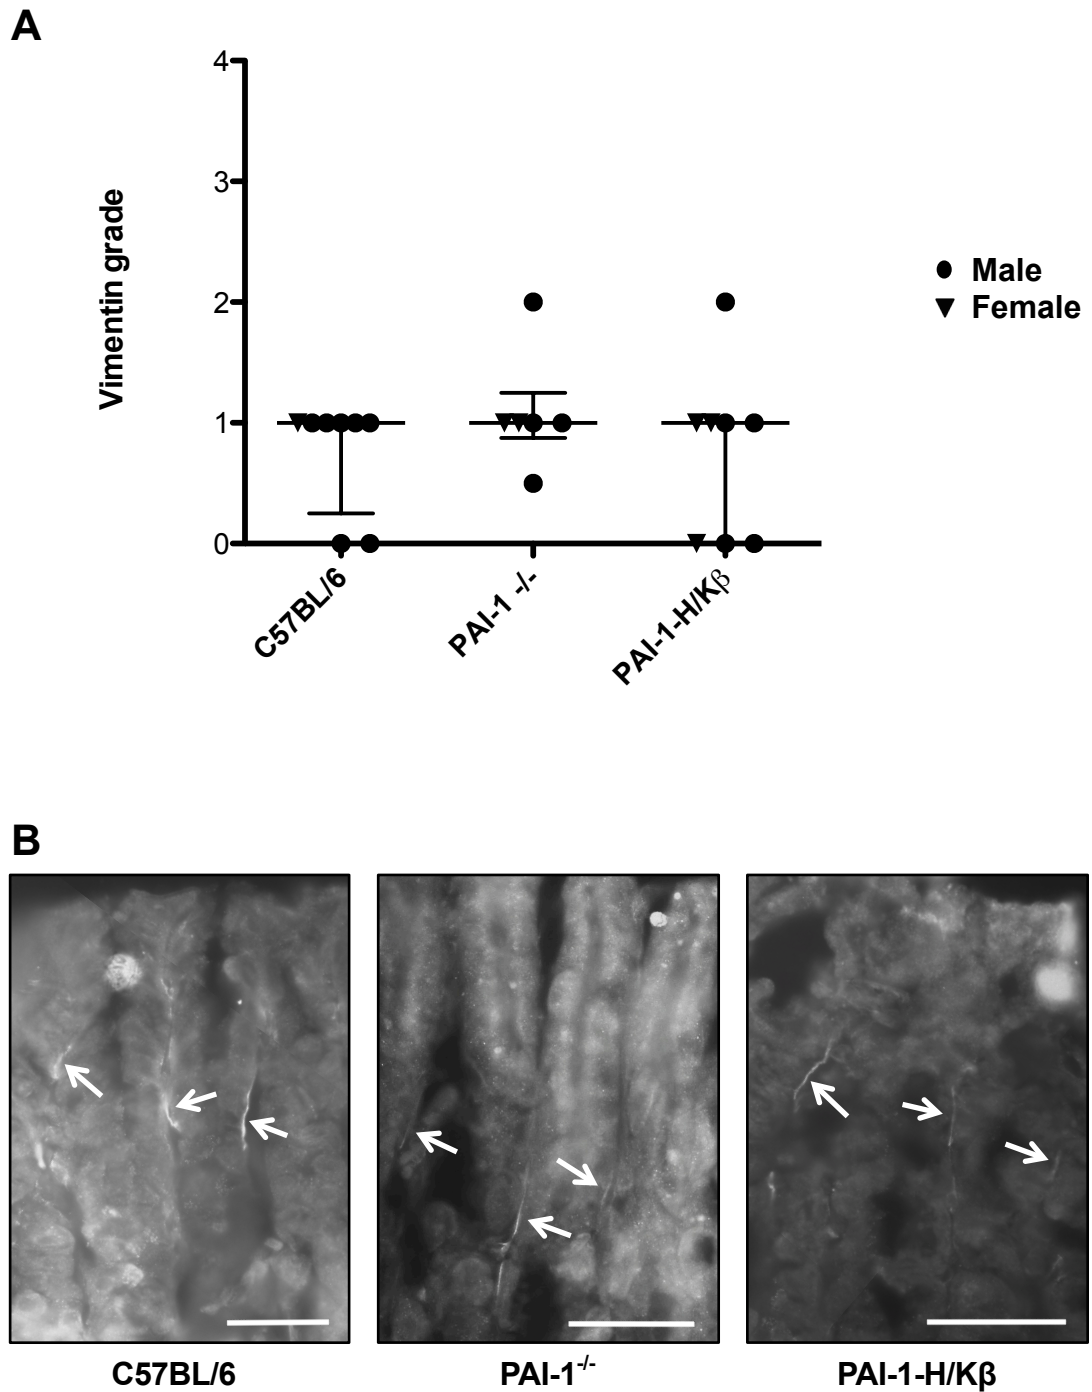 A
4
3
2
1
0
Vimentin grade
C57BL/6
PAI-1 -/-
PAI-1-H/Kβ
Male
Female
B
C57BL/6
PAI-1-/-
PAI-1-H/Kβ